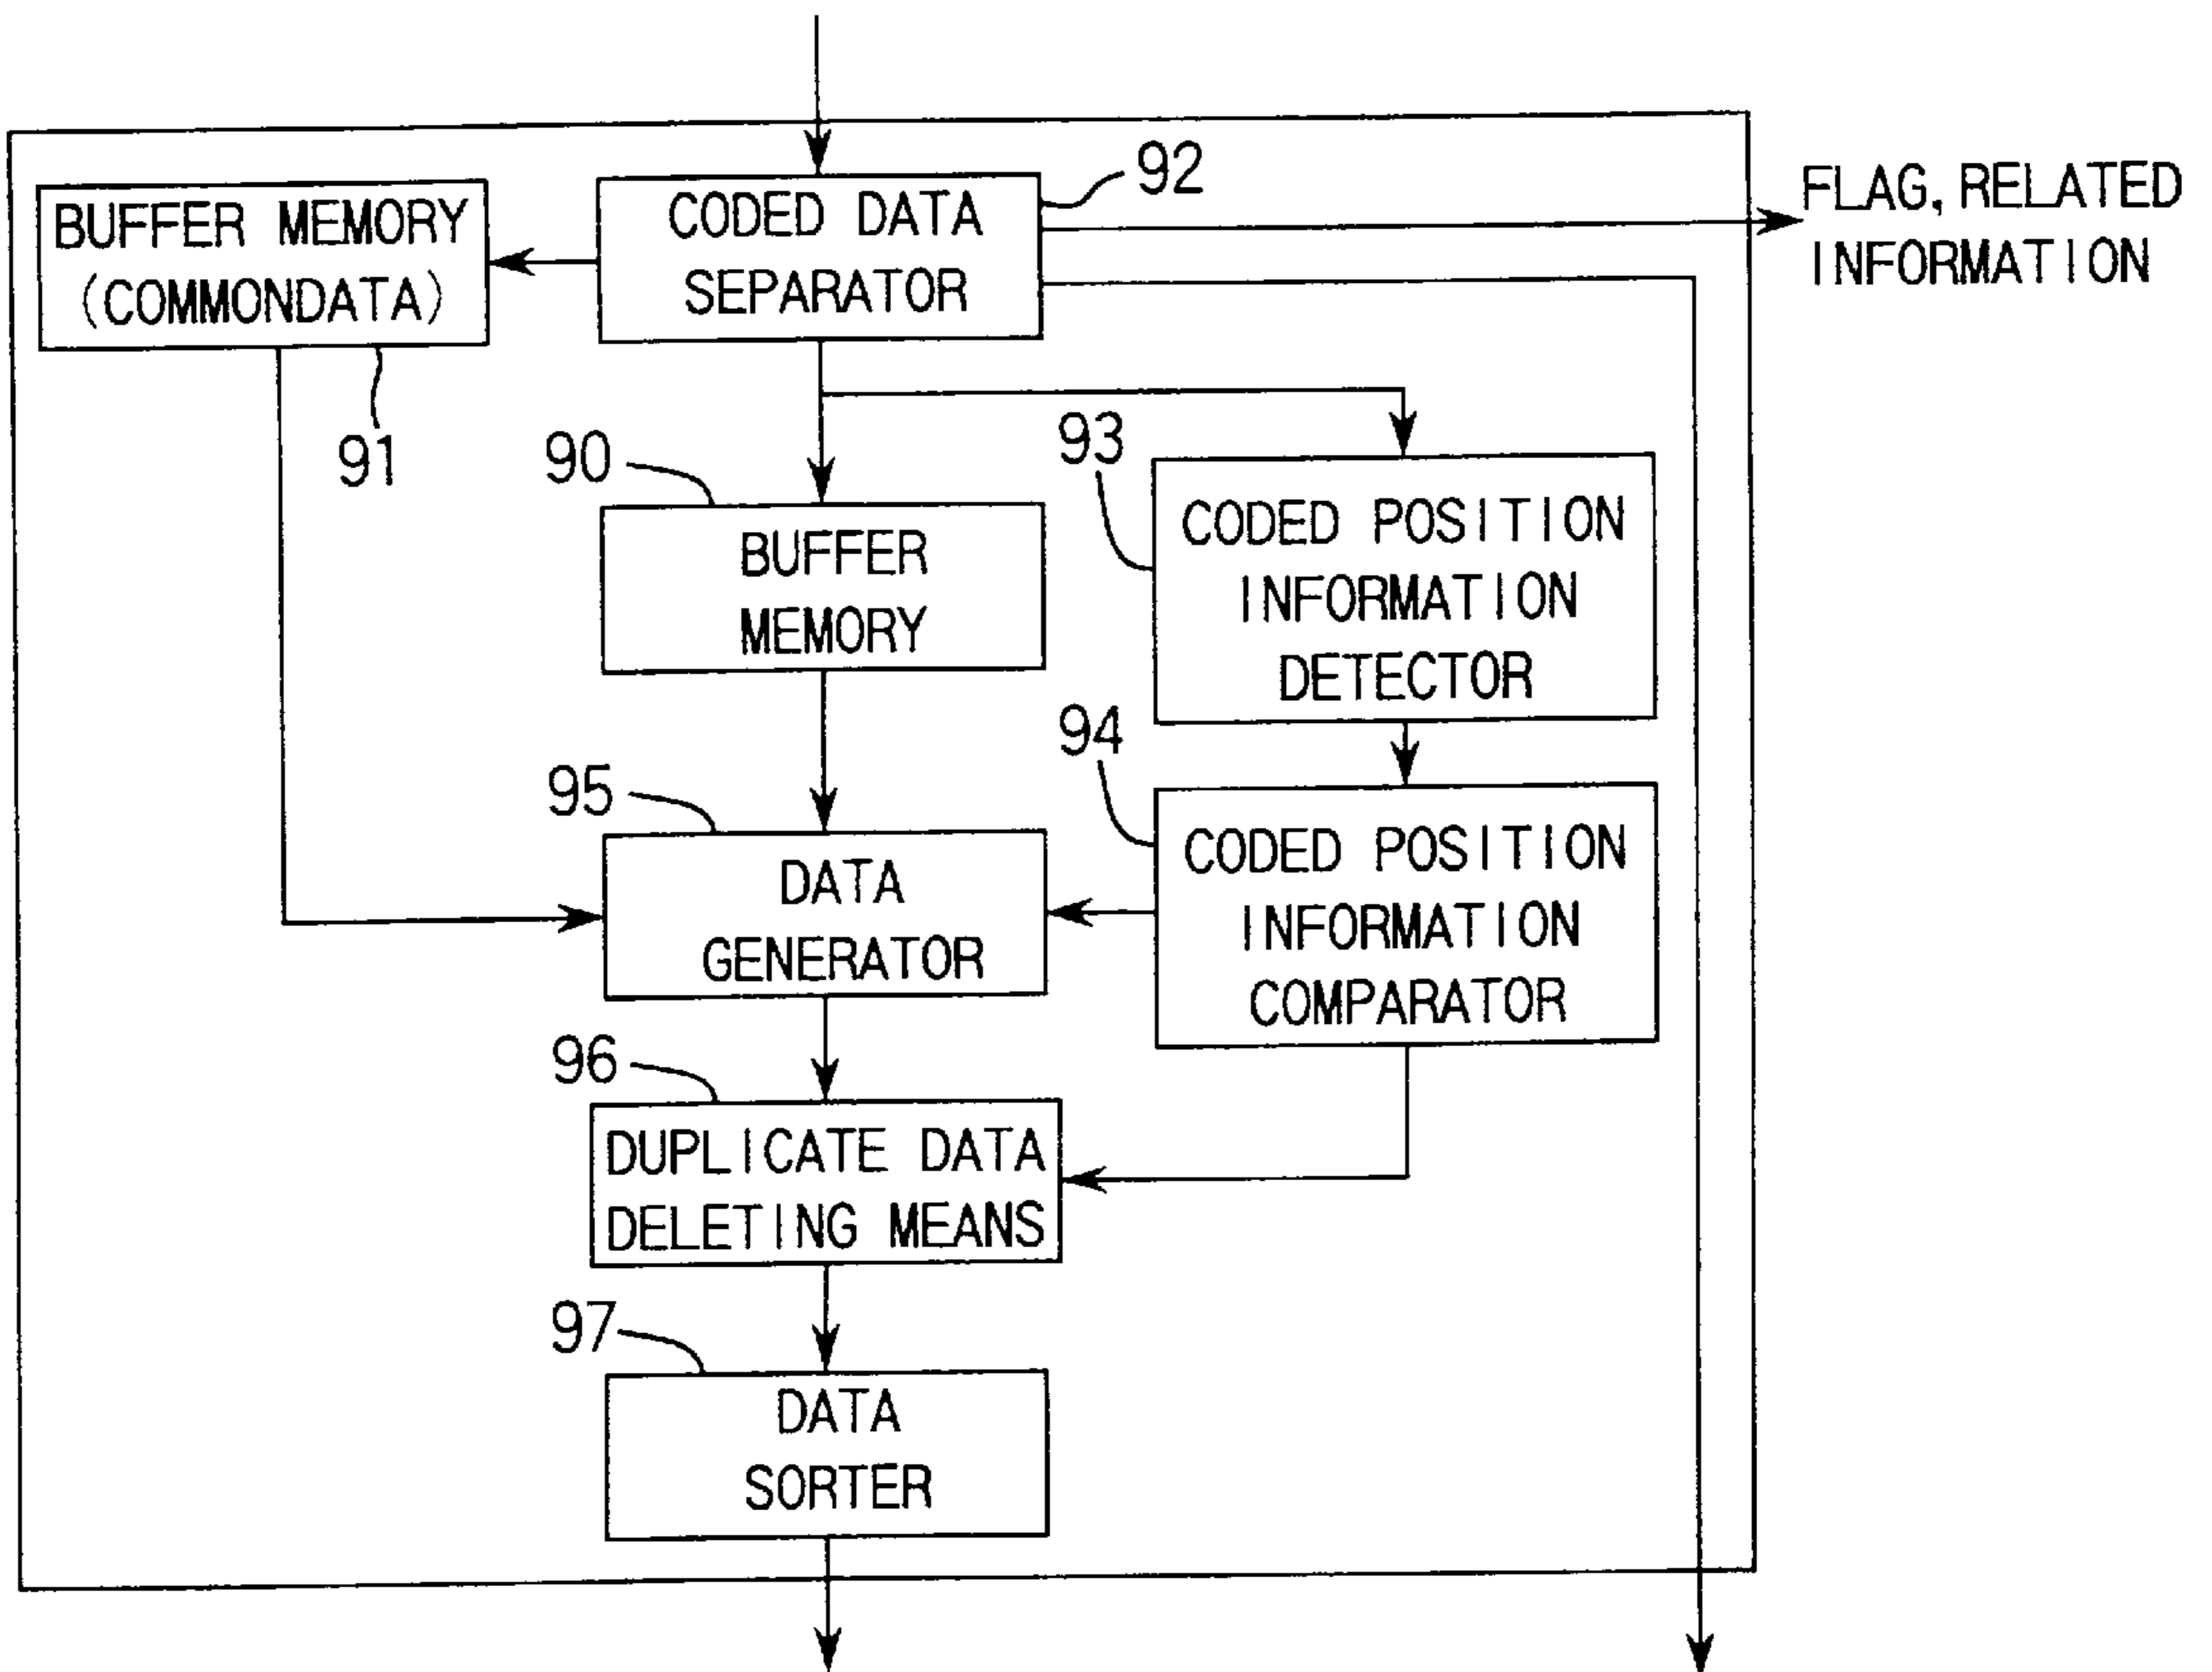 92
FLAG, RELATED
INFORMATION
BUFFER MEMORY
(COMMONDATA)
91
CODED DATA
SEPARATOR
90
BUFFER
MEMORY
93
CODED POSITION
INFORMATION
DETECTOR
94
CODED POSITION
INFORMATION
COMPARATOR
95
DATA
GENERATOR
96
DUPLICATE DATA
DELETING MEANS
97
DATA
SORTER